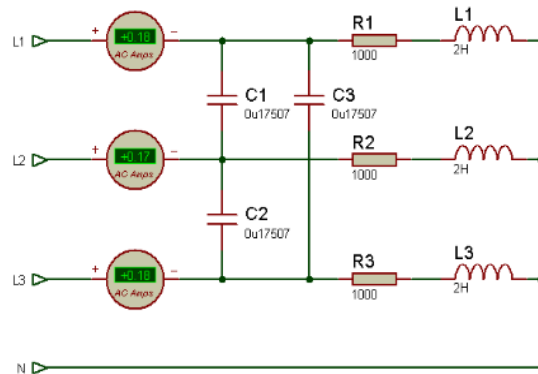 R1
L1
L1
+
+0.18
−
AC Amps
1000
2H
C1
0u17507
C3
0u17507
R2
L2
L2
+
+0.17
−
AC Amps
1000
2H
C2
0u17507
R3
L3
L3
+
+0.18
−
AC Amps
1000
2H
N